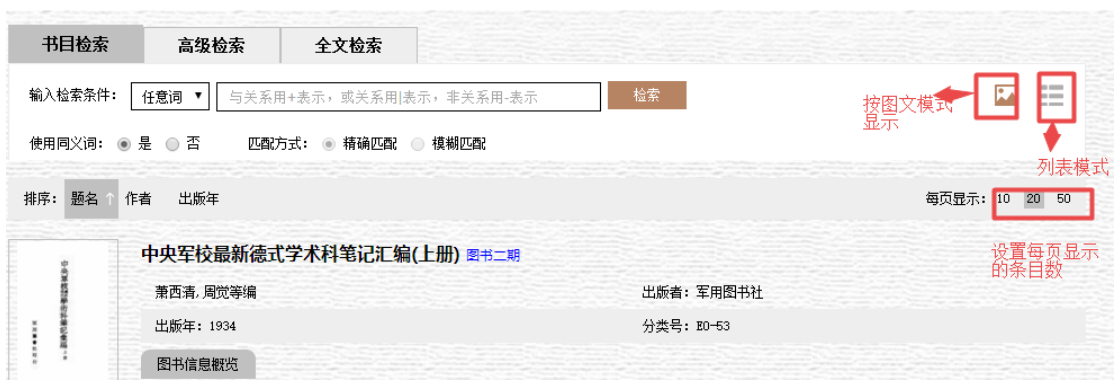 书目检索 高级检索 全文检索
输入检索条件： 任意词 ▼ 与关系用+表示，或关系用|表示，非关系用-表示 检索
按图文模式
显示
使用同义词： 是 否 匹配方式： 精确匹配 模糊匹配
列表模式
排序： 题名 ↑ 作者 出版年 每页显示： 10 20 50
中央军校最新德式学术科笔记汇编(上册) 图书二期
设置每页显示
的条目数
萧西清,周觉等编 出版者：军用图书社
出版年：1934 分类号：E0-53
图书信息概览